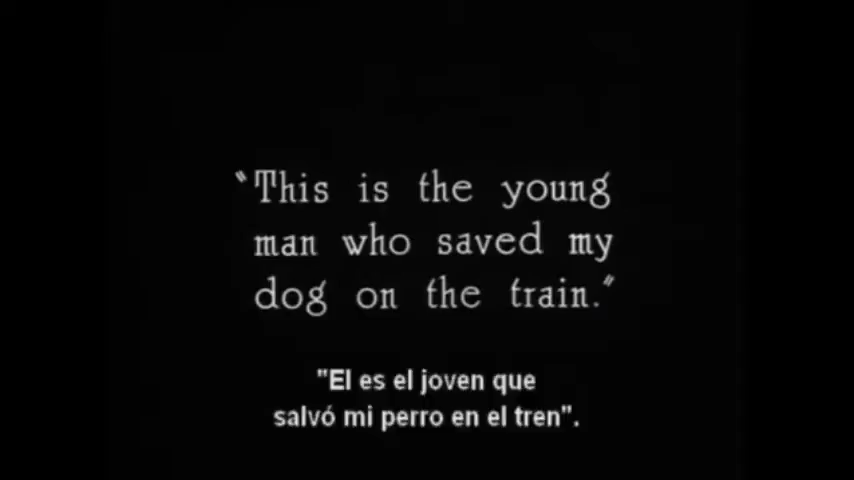 "This is the young
man who saved my
dog on the train."
"El es el joven que
salvó mi perro en el tren".